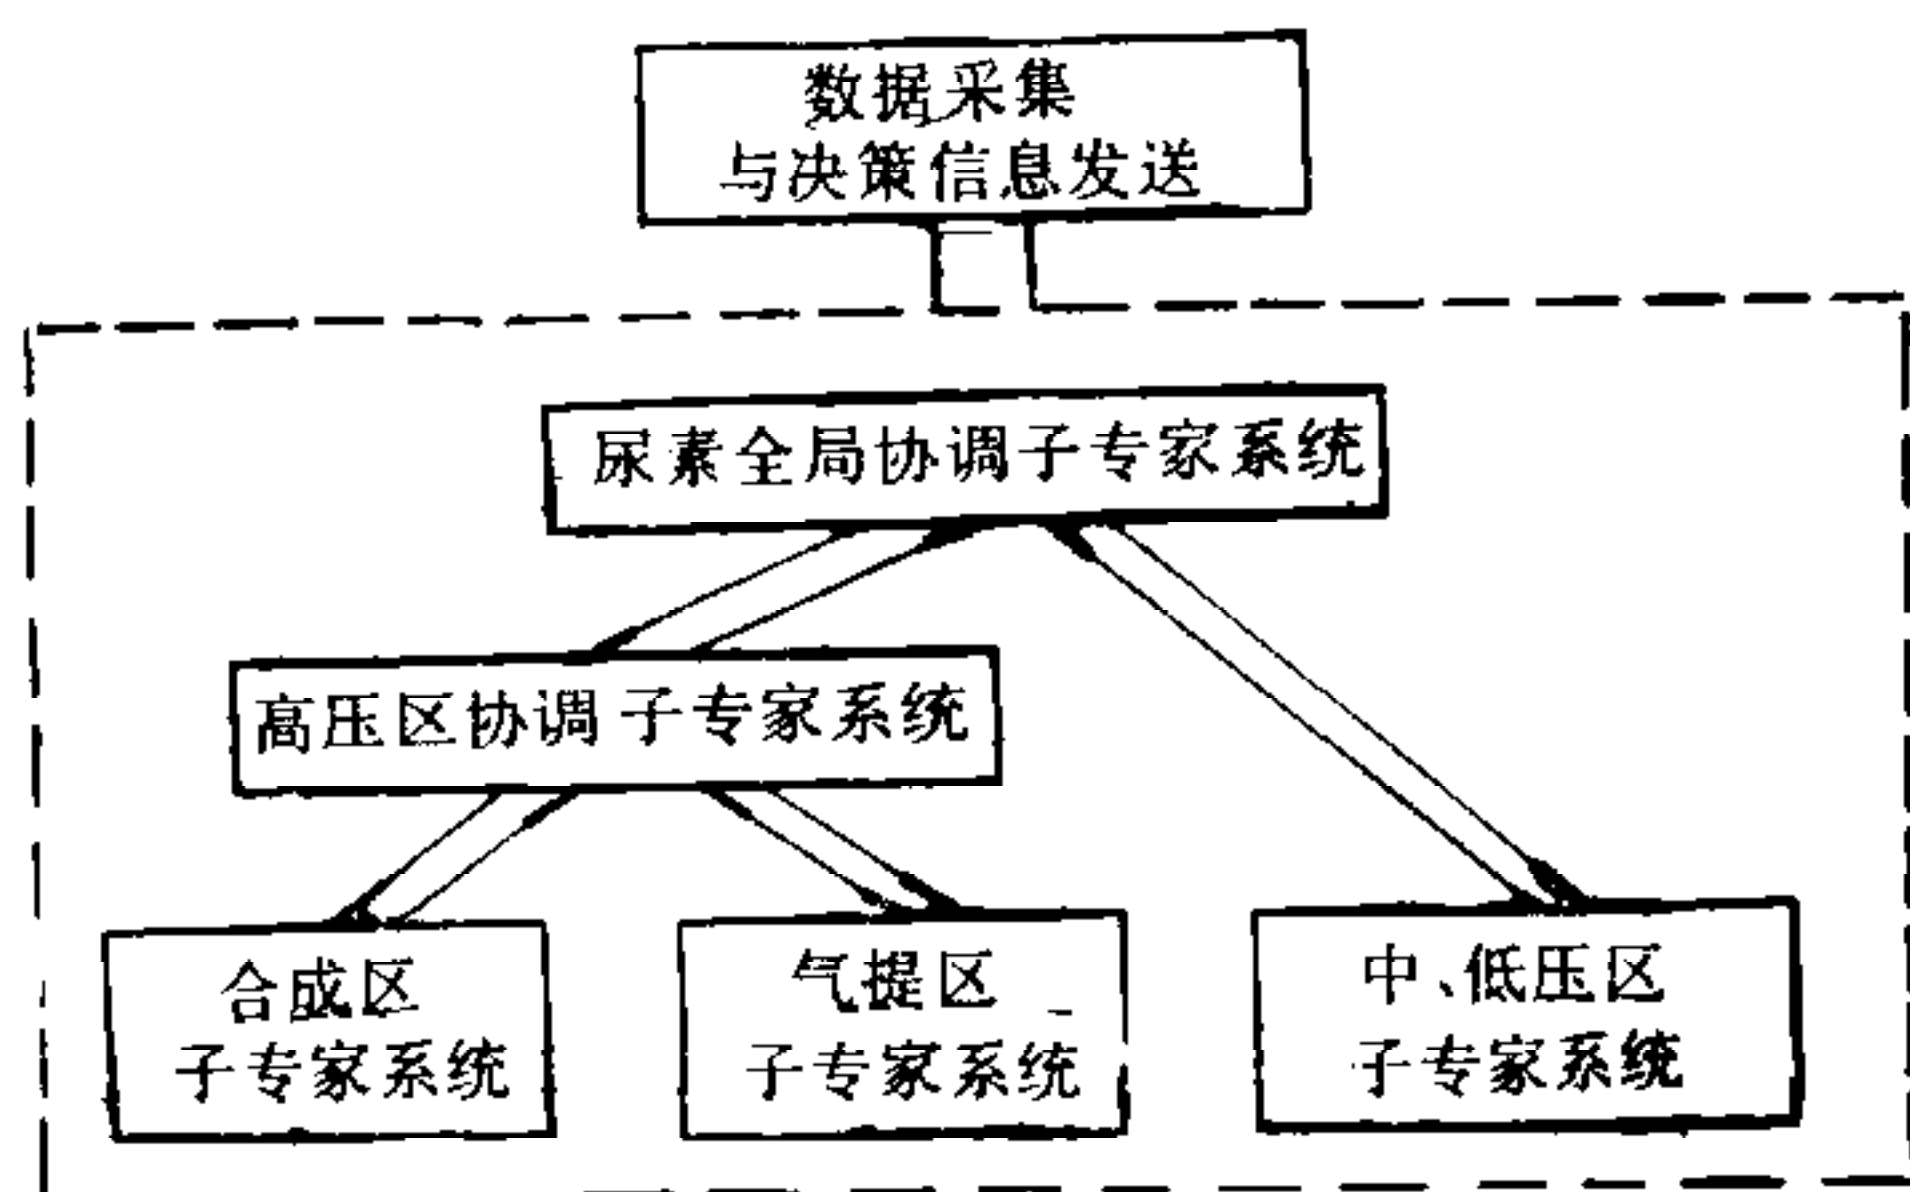 数据采集
与决策信息发送
尿素全局协调子专家系统
高压区协调子专家系统
合成区
子专家系统
气提区
子专家系统
中、低压区
子专家系统